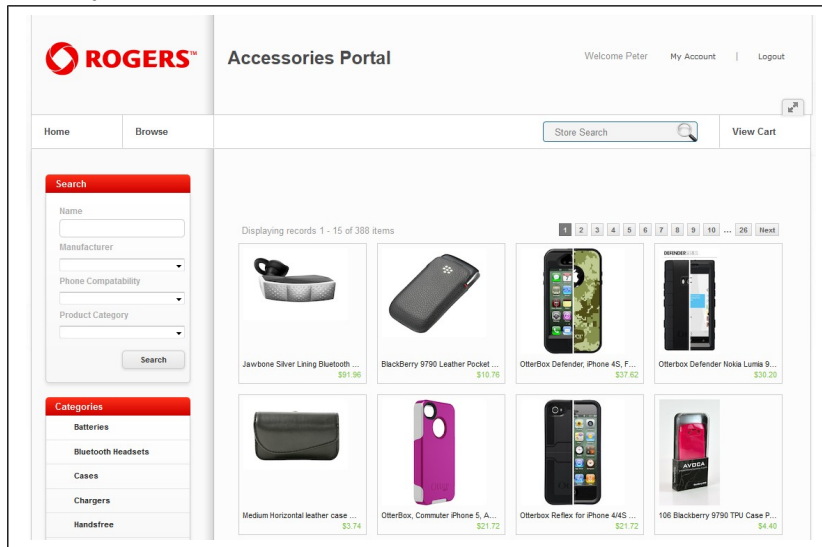 ROGERS™
Accessories Portal
Welcome Peter My Account | Logout
Home Browse Store Search View Cart
Search
Name
Manufacturer
Phone Compatability
Product Category
Search
Categories
Batteries
Bluetooth Headsets
Cases
Chargers
Handsfree
Displaying records 1 - 15 of 388 items
1 2 3 4 5 6 7 8 9 10 ... 26 Next
DEFENDER SERIES
Jawbone Silver Lining Bluetooth ...
$91.96
BlackBerry 9790 Leather Pocket ...
$10.76
OtterBox Defender, iPhone 4S, F...
$37.62
Otterbox Defender Nokia Lumia 9...
$30.20
AVOCA
Medium Horizontal leather case ...
$3.74
OtterBox, Commuter iPhone 5, A...
$21.72
Otterbox Reflex for iPhone 4/4S ...
$21.72
106 Blackberry 9790 TPU Case P...
$4.40